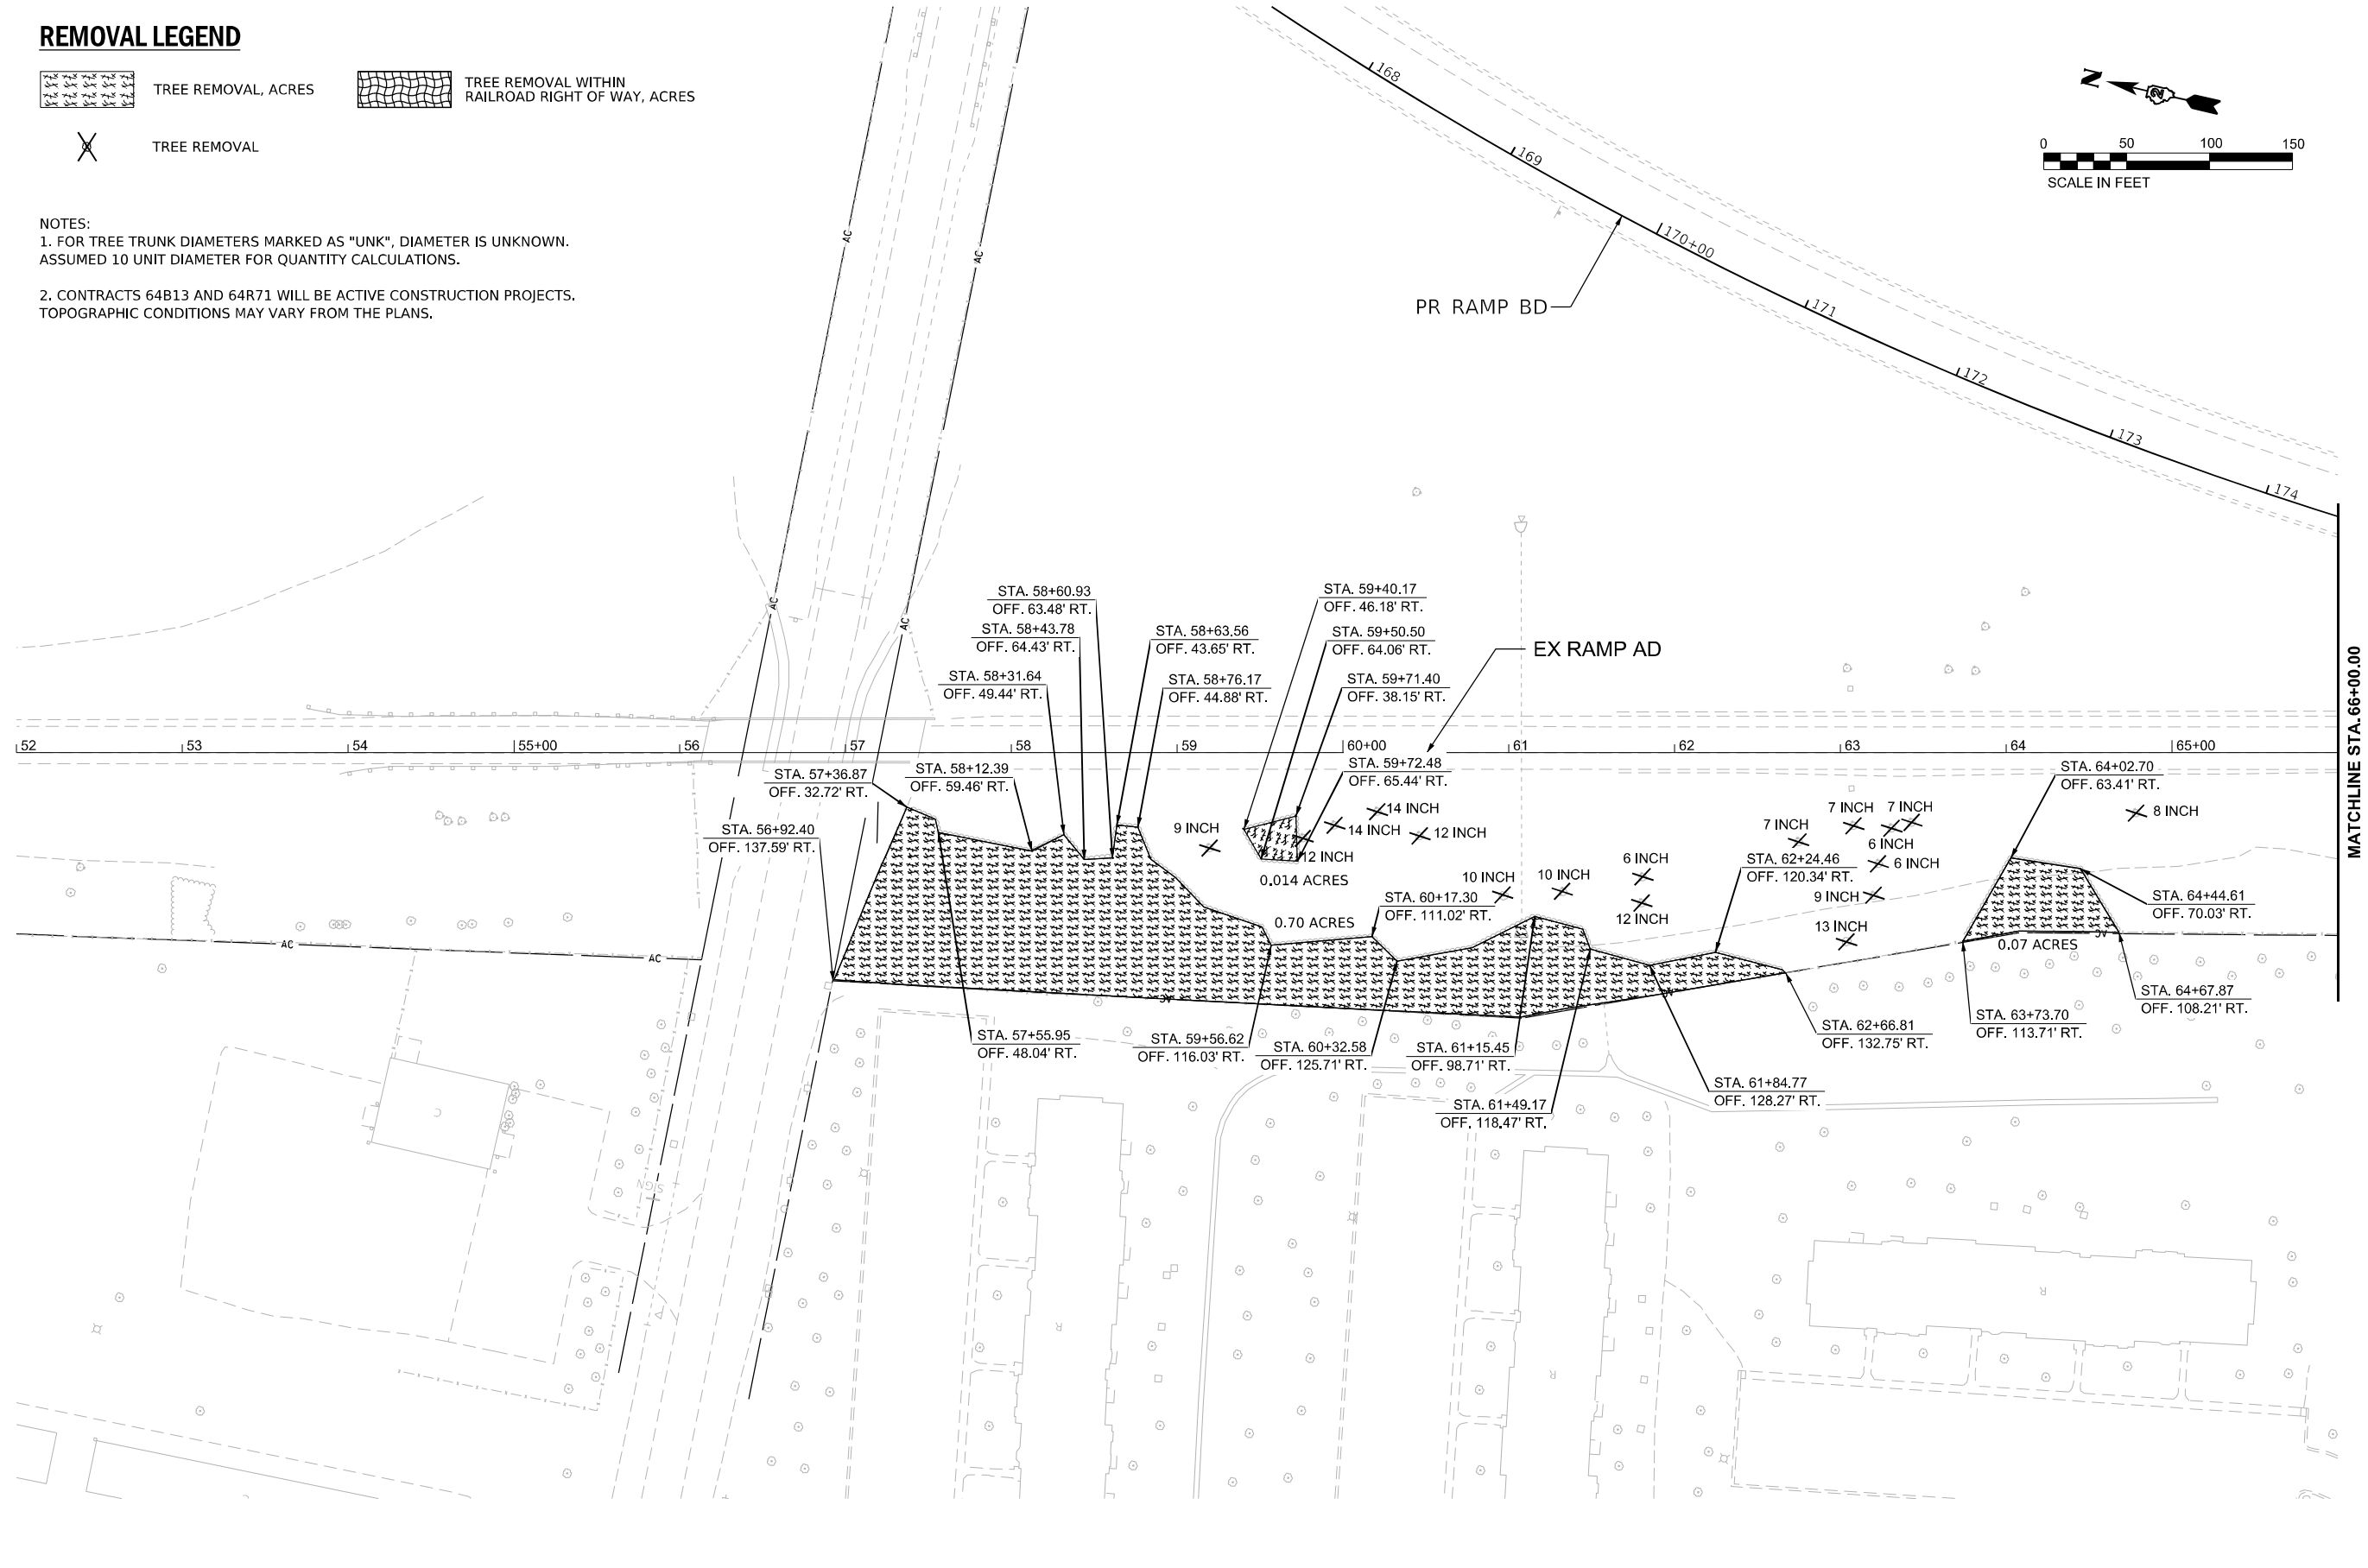 REMOVAL LEGEND
TREE REMOVAL, ACRES
TREE REMOVAL WITHIN
RAILROAD RIGHT OF WAY, ACRES
TREE REMOVAL
NOTES:
1. FOR TREE TRUNK DIAMETERS MARKED AS "UNK", DIAMETER IS UNKNOWN.
ASSUMED 10 UNIT DIAMETER FOR QUANTITY CALCULATIONS.
2. CONTRACTS 64B13 AND 64R71 WILL BE ACTIVE CONSTRUCTION PROJECTS.
TOPOGRAPHIC CONDITIONS MAY VARY FROM THE PLANS.
N
2
0 50 100 150
SCALE IN FEET
168
169
170+00
171
172
173
174
PR RAMP BD
AC
AC
AC
AC
STA. 58+60.93
OFF. 63.48' RT.
STA. 58+43.78
OFF. 64.43' RT.
STA. 58+31.64
OFF. 49.44' RT.
STA. 58+63.56
OFF. 43.65' RT.
STA. 58+76.17
OFF. 44.88' RT.
STA. 59+40.17
OFF. 46.18' RT.
STA. 59+50.50
OFF. 64.06' RT.
STA. 59+71.40
OFF. 38.15' RT.
EX RAMP AD
MATCHLINE STA. 66+00.00
52 53 54 55+00 56 57 58 59 60+00 61 62 63 64 65+00
STA. 57+36.87
OFF. 32.72' RT.
STA. 58+12.39
OFF. 59.46' RT.
STA. 59+72.48
OFF. 65.44' RT.
STA. 64+02.70
OFF. 63.41' RT.
STA. 56+92.40
OFF. 137.59' RT.
9 INCH
14 INCH
14 INCH
12 INCH
12 INCH
0.014 ACRES
7 INCH
7 INCH
7 INCH
6 INCH
6 INCH
8 INCH
6 INCH
10 INCH
10 INCH
12 INCH
9 INCH
13 INCH
STA. 62+24.46
OFF. 120.34' RT.
STA. 60+17.30
OFF. 111.02' RT.
0.70 ACRES
STA. 64+44.61
OFF. 70.03' RT.
0.07 ACRES
AC
AC
AC
AC
AC
STA. 64+67.87
OFF. 108.21' RT.
STA. 63+73.70
OFF. 113.71' RT.
STA. 62+66.81
OFF. 132.75' RT.
STA. 57+55.95
OFF. 48.04' RT.
STA. 59+56.62
OFF. 116.03' RT.
STA. 60+32.58
OFF. 125.71' RT.
STA. 61+15.45
OFF. 98.71' RT.
STA. 61+84.77
OFF. 128.27' RT.
STA. 61+49.17
OFF. 118.47' RT.
C
SIGN
A
R
R
R